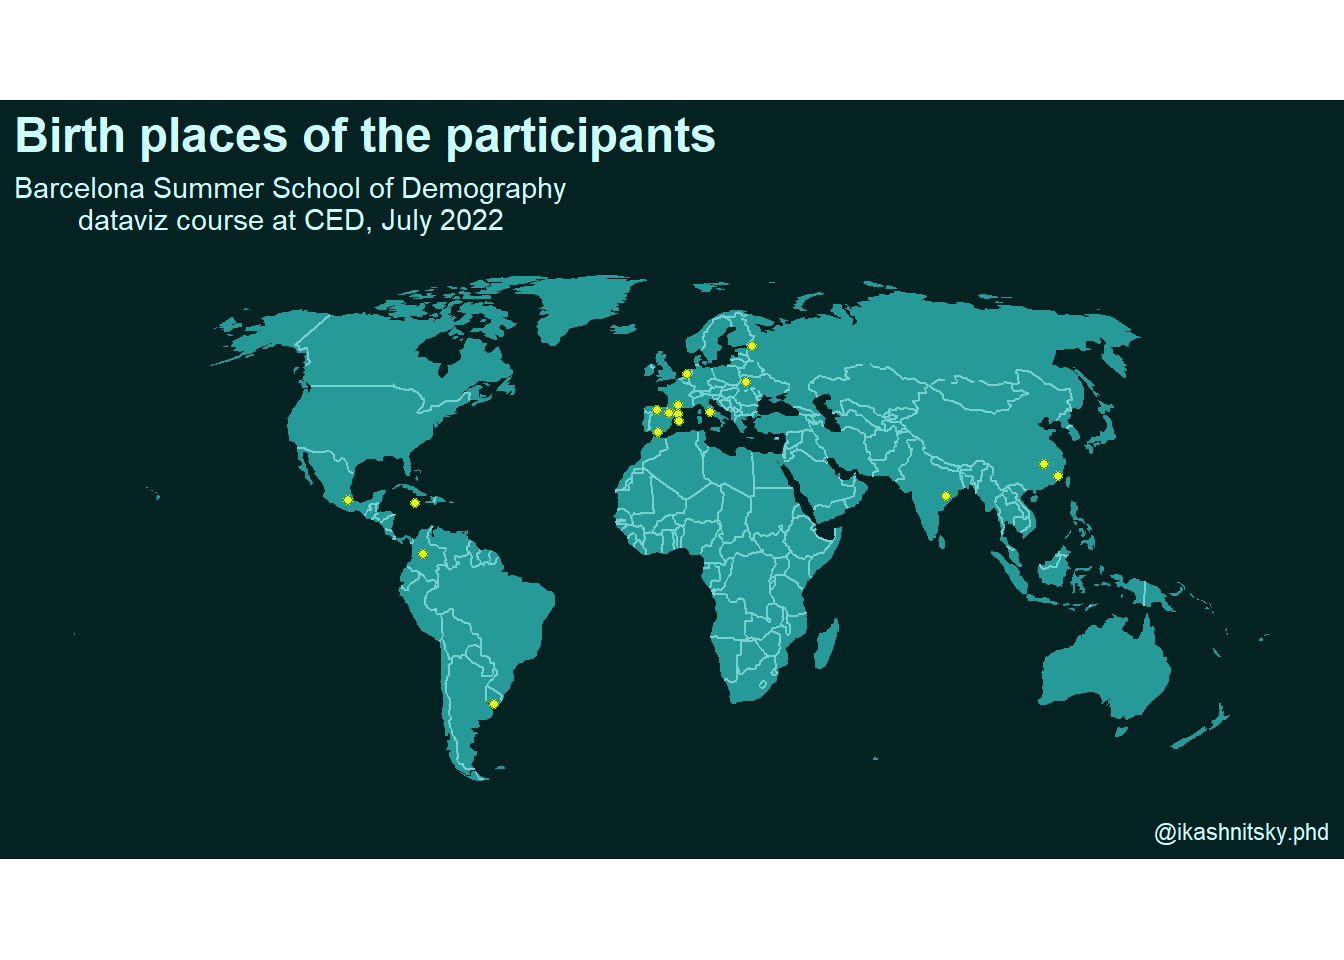 Birth places of the participants
Barcelona Summer School of Demography
dataviz course at CED, July 2022
@ikashnitsky.phd